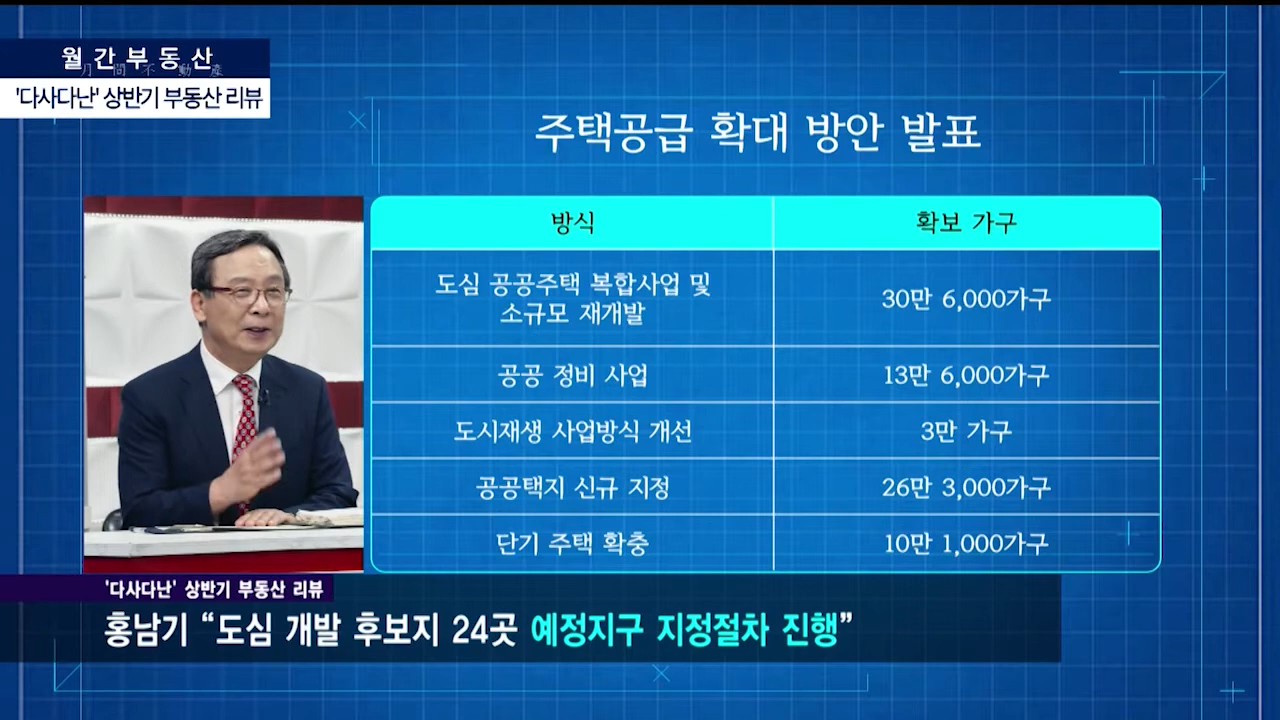 월간부동산
月間不動産
'다사다난' 상반기 부동산 리뷰
주택공급 확대 방안 발표
방식 확보 가구
도심 공공주택 복합사업 및
소규모 재개발 30만 6,000가구
공공 정비 사업 13만 6,000가구
도시재생 사업방식 개선 3만 가구
공공택지 신규 지정 26만 3,000가구
단기 주택 확충 10만 1,000가구
'다사다난' 상반기 부동산 리뷰
홍남기 “도심 개발 후보지 24곳 예정지구 지정절차 진행”